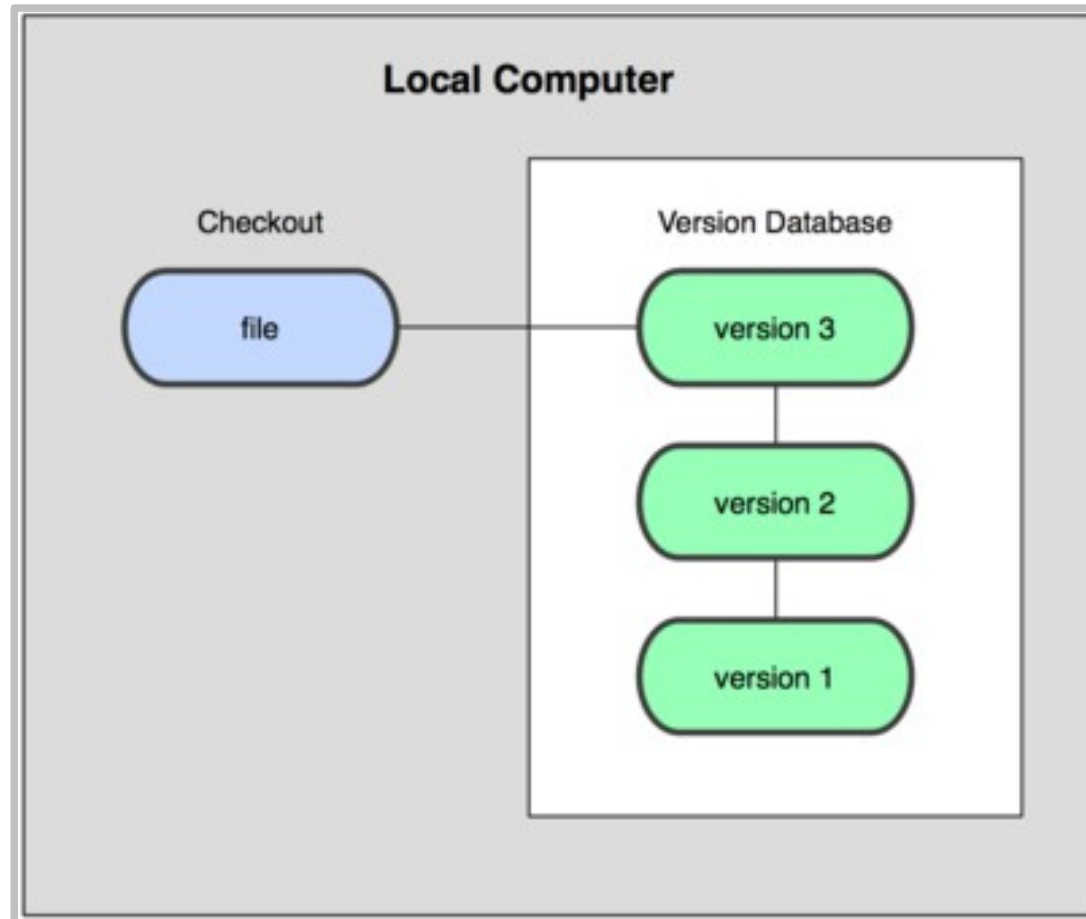 Local Computer
Checkout
Version Database
file
version 3
version 2
version 1